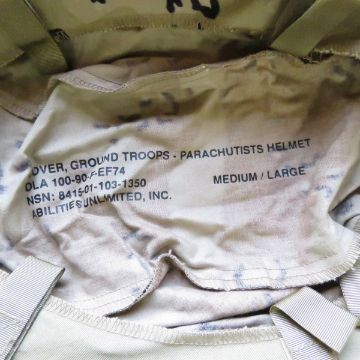 OVER, GROUND TROOPS - PARACHUTISTS HELMET
DLA 100-90-F-EF74
NSN: 8415-01-103-1350 MEDIUM / LARGE
ABILITIES UNLIMITED, INC.